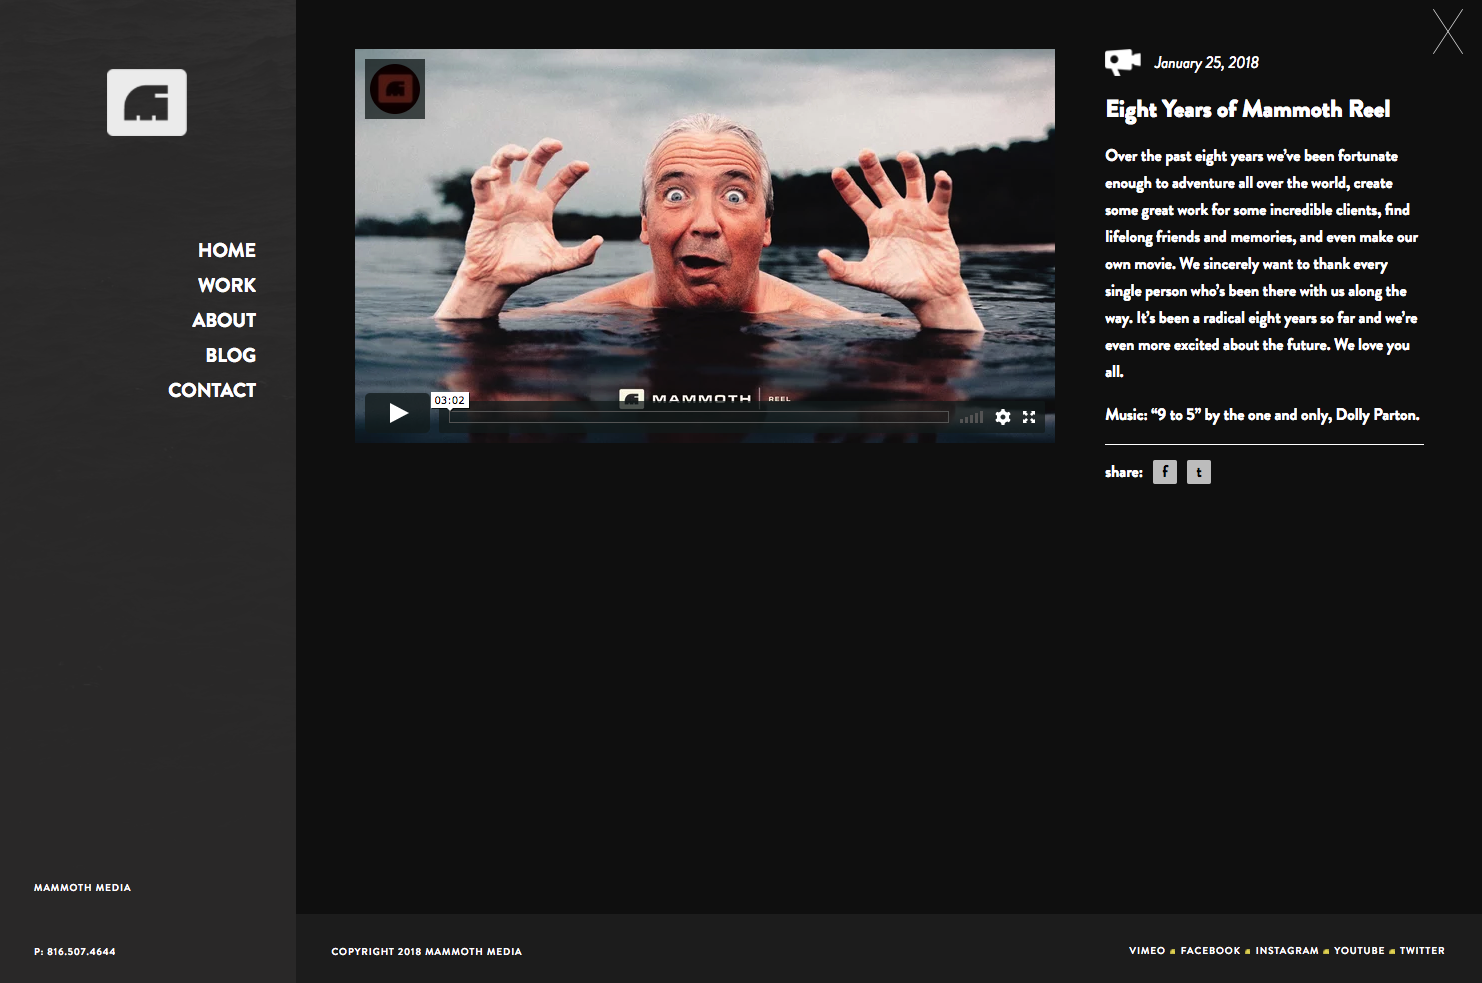 HOME
WORK
ABOUT
BLOG
CONTACT
MAMMOTH MEDIA
P: 816.507.4644
03:02
MAMMOTH | REEL
January 25, 2018
Eight Years of Mammoth Reel
Over the past eight years we’ve been fortunate
enough to adventure all over the world, create
some great work for some incredible clients, find
lifelong friends and memories, and even make our
own movie. We sincerely want to thank every
single person who’s been there with us along the
way. It’s been a radical eight years so far and we’re
even more excited about the future. We love you
all.
Music: “9 to 5” by the one and only, Dolly Parton.
share: f t
COPYRIGHT 2018 MAMMOTH MEDIA
VIMEO FACEBOOK INSTAGRAM YOUTUBE TWITTER